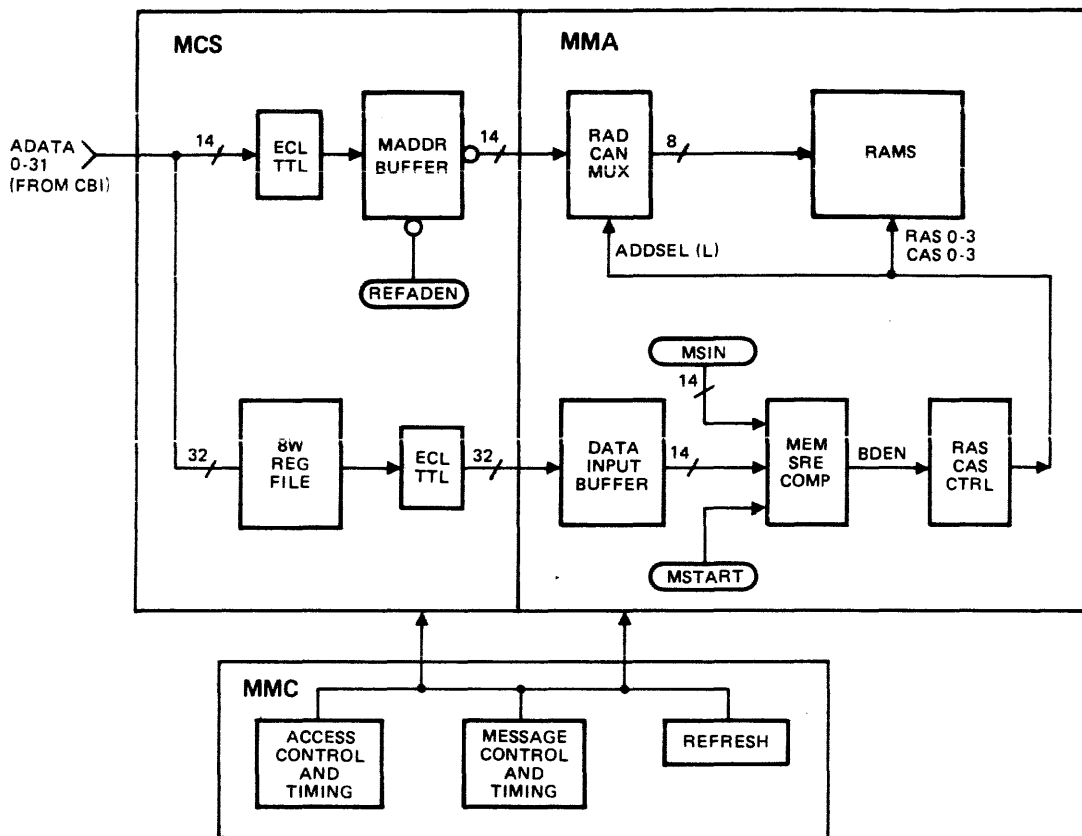 MCS
MMA
ADATA
0-31
(FROM CBI)
14
ECL
TTL
MADDR
BUFFER
14
RAD
CAN
MUX
8
RAMS
REFADEN
ADDSEL (L)
RAS 0-3
CAS 0-3
MSIN
14
32
8W
REG
FILE
ECL
TTL
32
DATA
INPUT
BUFFER
14
MEM
SRE
COMP
BDEN
RAS
CAS
CTRL
MSTART
MMC
ACCESS
CONTROL
AND
TIMING
MESSAGE
CONTROL
AND
TIMING
REFRESH